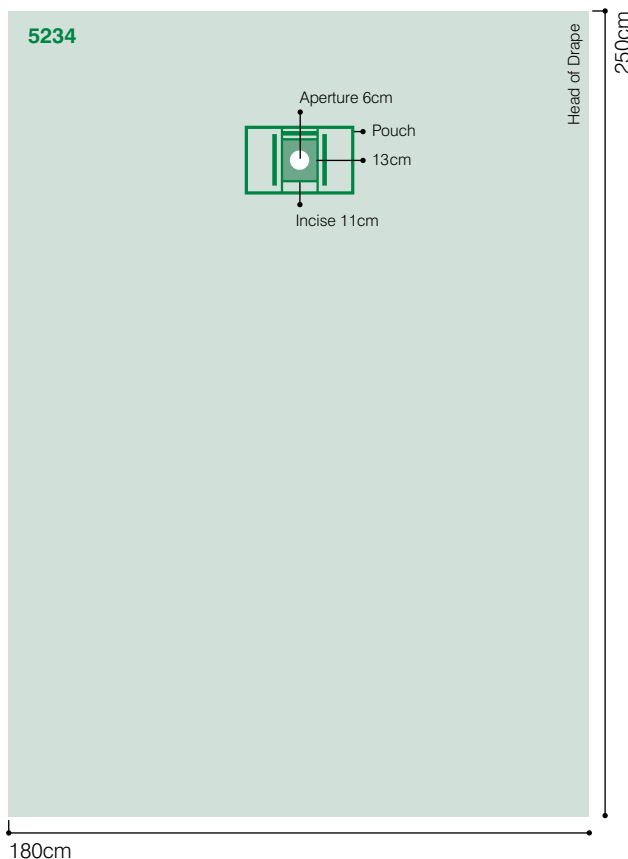 5234
Head of Drape
250cm
Aperture 6cm
Pouch
13cm
Incise 11cm
180cm